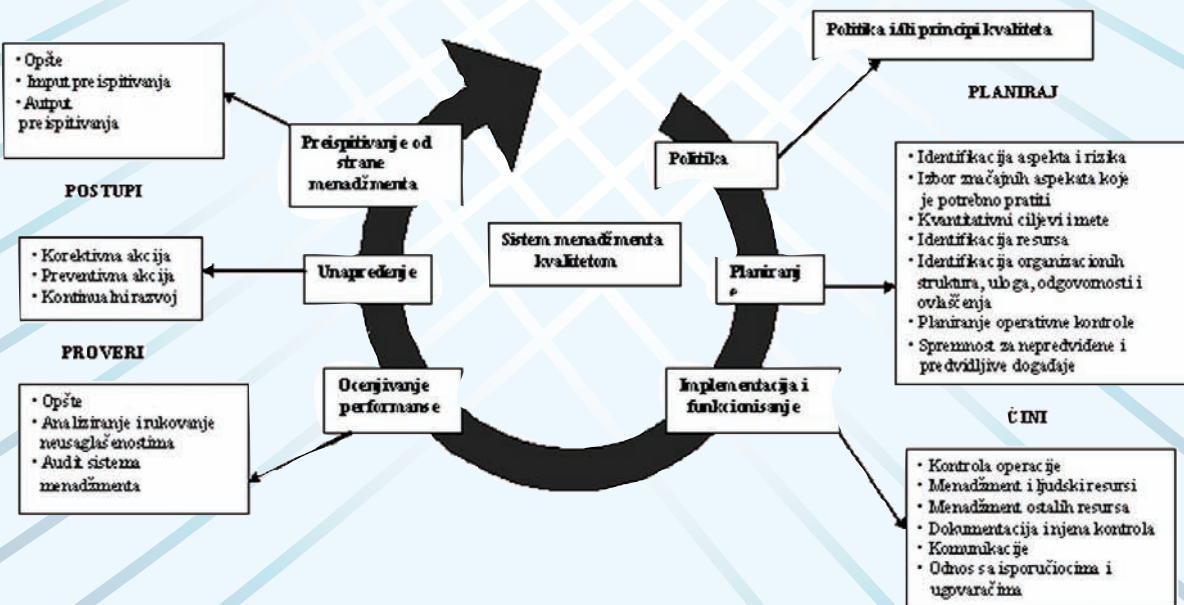 Politika i/ili principi kvaliteta
PLANIRAJ
• Opšte
• Imput preispitivanja
• Autput
preispitivanja
Preispitivanje od
strane
menadžmenta
Politika
• Identifikacija aspekta i rizika
• Izbor značajnih aspekata koje
je potrebno pratiti
• Kvantitativni ciljevi i mete
• Identifikacija resursa
• Identifikacija organizacionih
struktura, uloga, odgovornosti i
ovlaščenja
• Planiranje operativne kontrole
• Spremnost za nepredviđene i
predvidljive događaje
POSTUPI
Sistem menadžmenta
kvalitetom
• Korektivna akcija
• Preventivna akcija
• Kontinualni razvoj
Unapređenje
Planiranj
e
PROVERI
Ocenjivanje
performanse
Implementacija i
funkcionisanje
• Opšte
• Analiziranje i rukovanje
neusaglašenostima
• Audit sistema
menadžmenta
ČINI
• Kontrola operacije
• Menadžment i ljudski resursi
• Menadžment ostalih resursa
• Dokumentacija i njena kontrola
• Komunikacije
• Odnos sa isporučiocima i
ugovaračima